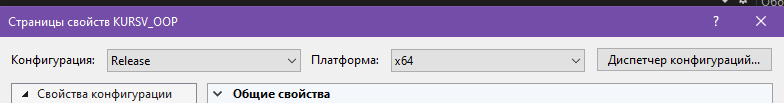 Страницы свойств KURSV_OOP
Конфигурация: Release Платформа: x64 Диспетчер конфигураций...
Свойства конфигурации Общие свойства